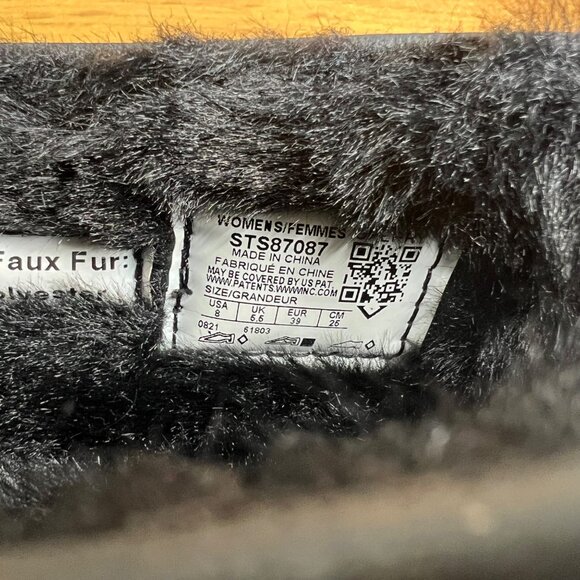 Faux Fur:
olyester
WOMENS/FEMMES
STS87087
MADE IN CHINA
FABRIQUÉ EN CHINE
MAY BE COVERED BY US PAT.
WWW.PATENTS.WWWNC.COM
SIZE/GRANDEUR
USA UK EUR CM
8 5.5 39 25
0821 61803